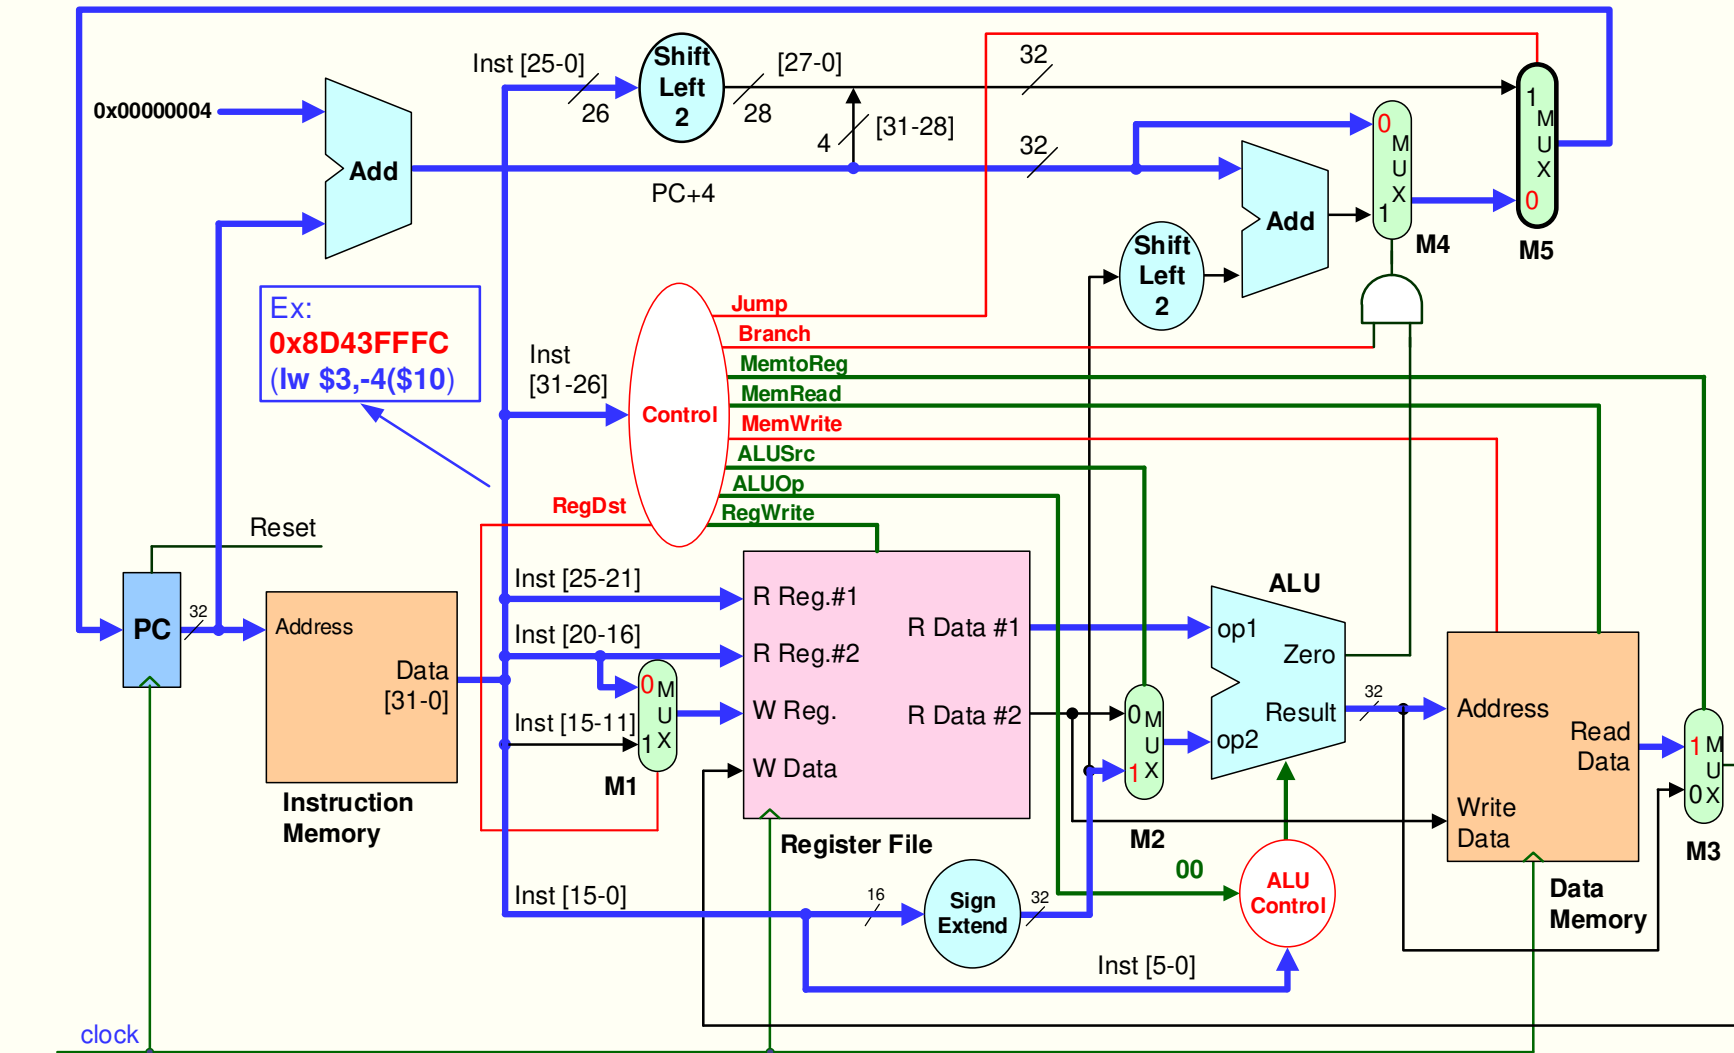 Inst [25-0]
26
Shift
Left
2
28
[27-0]
32
0x00000004
Add
4
[31-28]
PC+4
32
0
M
U
X
1
M4
1
M
U
X
0
M5
Shift
Left
2
Add
Ex:
0x8D43FFFC
(lw $3,-4($10)
Inst
[31-26]
Control
Jump
Branch
MemtoReg
MemRead
MemWrite
ALUSrc
ALUOp
RegWrite
RegDst
Reset
PC
32
Address
Data
[31-0]
Instruction
Memory
Inst [25-21]
Inst [20-16]
Inst [15-11]
0
M
U
X
1
M1
R Reg.#1
R Reg.#2
W Reg.
W Data
R Data #1
R Data #2
Register File
0
M
U
X
1
M2
ALU
op1
op2
Zero
Result
32
Address
Read
Data
Write
Data
Data
Memory
1
M
U
X
0
M3
Inst [15-0]
16
Sign
Extend
32
00
ALU
Control
Inst [5-0]
clock